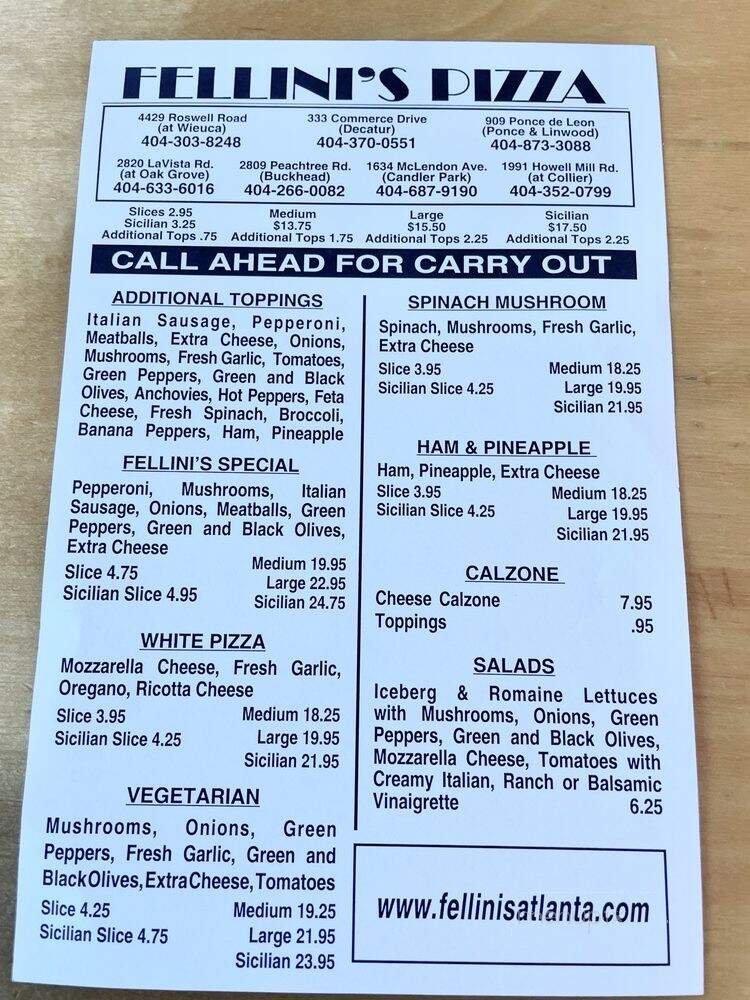 FELLINI'S PIZZA
4429 Roswell Road
(at Wieuca)
404-303-8248
333 Commerce Drive
(Decatur)
404-370-0551
909 Ponce de Leon
(Ponce & Linwood)
404-873-3088
2820 LaVista Rd.
(at Oak Grove)
404-633-6016
2809 Peachtree Rd.
(Buckhead)
404-266-0082
1634 McLendon Ave.
(Candler Park)
404-687-9190
1991 Howell Mill Rd.
(at Collier)
404-352-0799
Slices 2.95
Sicilian 3.25
Additional Tops .75
Medium
$13.75
Additional Tops 1.75
Large
$15.50
Additional Tops 2.25
Sicilian
$17.50
Additional Tops 2.25
CALL AHEAD FOR CARRY OUT
ADDITIONAL TOPPINGS
Italian Sausage, Pepperoni,
Meatballs, Extra Cheese, Onions,
Mushrooms, Fresh Garlic, Tomatoes,
Green Peppers, Green and Black
Olives, Anchovies, Hot Peppers, Feta
Cheese, Fresh Spinach, Broccoli,
Banana Peppers, Ham, Pineapple
FELLINI'S SPECIAL
Pepperoni, Mushrooms, Italian
Sausage, Onions, Meatballs, Green
Peppers, Green and Black Olives,
Extra Cheese
Slice 4.75
Sicilian Slice 4.95
Medium 19.95
Large 22.95
Sicilian 24.75
WHITE PIZZA
Mozzarella Cheese, Fresh Garlic,
Oregano, Ricotta Cheese
Slice 3.95
Sicilian Slice 4.25
Medium 18.25
Large 19.95
Sicilian 21.95
VEGETARIAN
Mushrooms, Onions, Green
Peppers, Fresh Garlic, Green and
Black Olives, Extra Cheese, Tomatoes
Slice 4.25
Sicilian Slice 4.75
Medium 19.25
Large 21.95
Sicilian 23.95
SPINACH MUSHROOM
Spinach, Mushrooms, Fresh Garlic,
Extra Cheese
Slice 3.95
Sicilian Slice 4.25
Medium 18.25
Large 19.95
Sicilian 21.95
HAM & PINEAPPLE
Ham, Pineapple, Extra Cheese
Slice 3.95
Sicilian Slice 4.25
Medium 18.25
Large 19.95
Sicilian 21.95
CALZONE
Cheese Calzone 7.95
Toppings .95
SALADS
Iceberg & Romaine Lettuces
with Mushrooms, Onions, Green
Peppers, Green and Black Olives,
Mozzarella Cheese, Tomatoes with
Creamy Italian, Ranch or Balsamic
Vinaigrette 6.25
www.fellinisatlanta.com